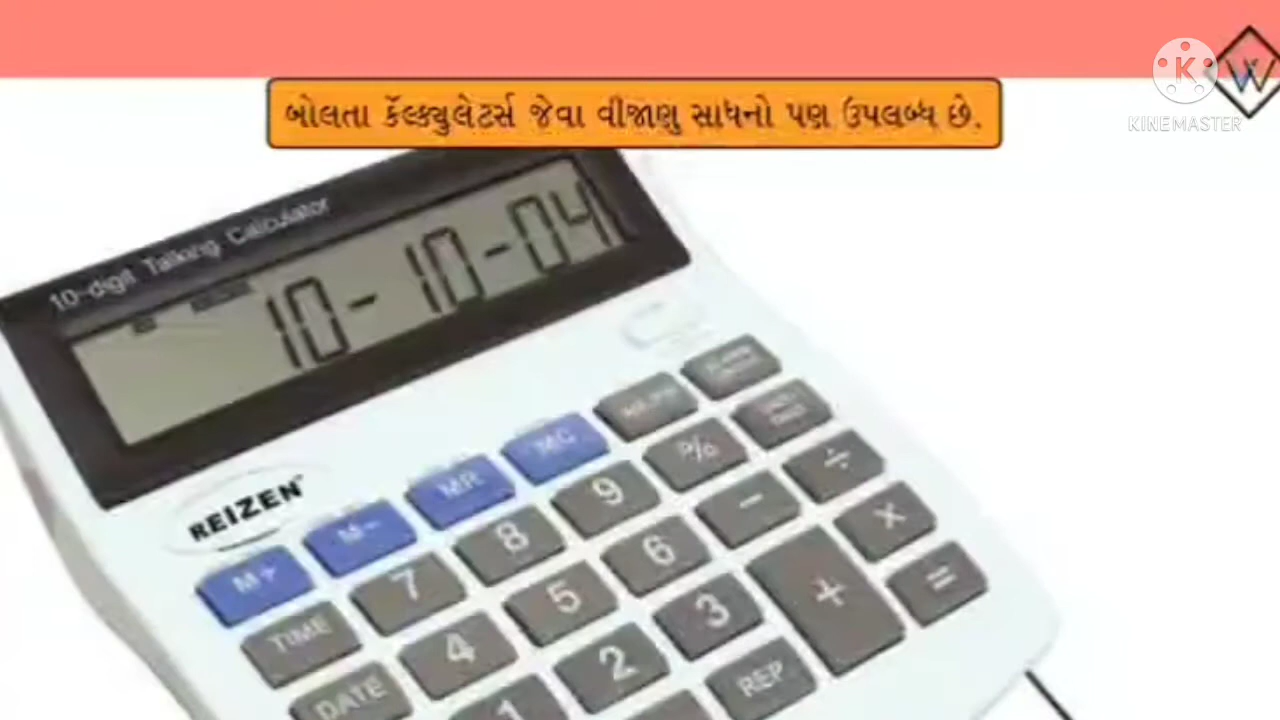 બોલતા કૅલ્ક્યુલેટર્સ જેવા વીજાણુ સાધનો પણ ઉપલબ્ધ છે.
W
K
KINEMASTER
10-digit Talking Calculator
10-10-04
REIZEN
M+ M- MR MC
7 8 9 % ÷
TIME 4 5 6 - ×
DATE 1 2 3 + =
REP